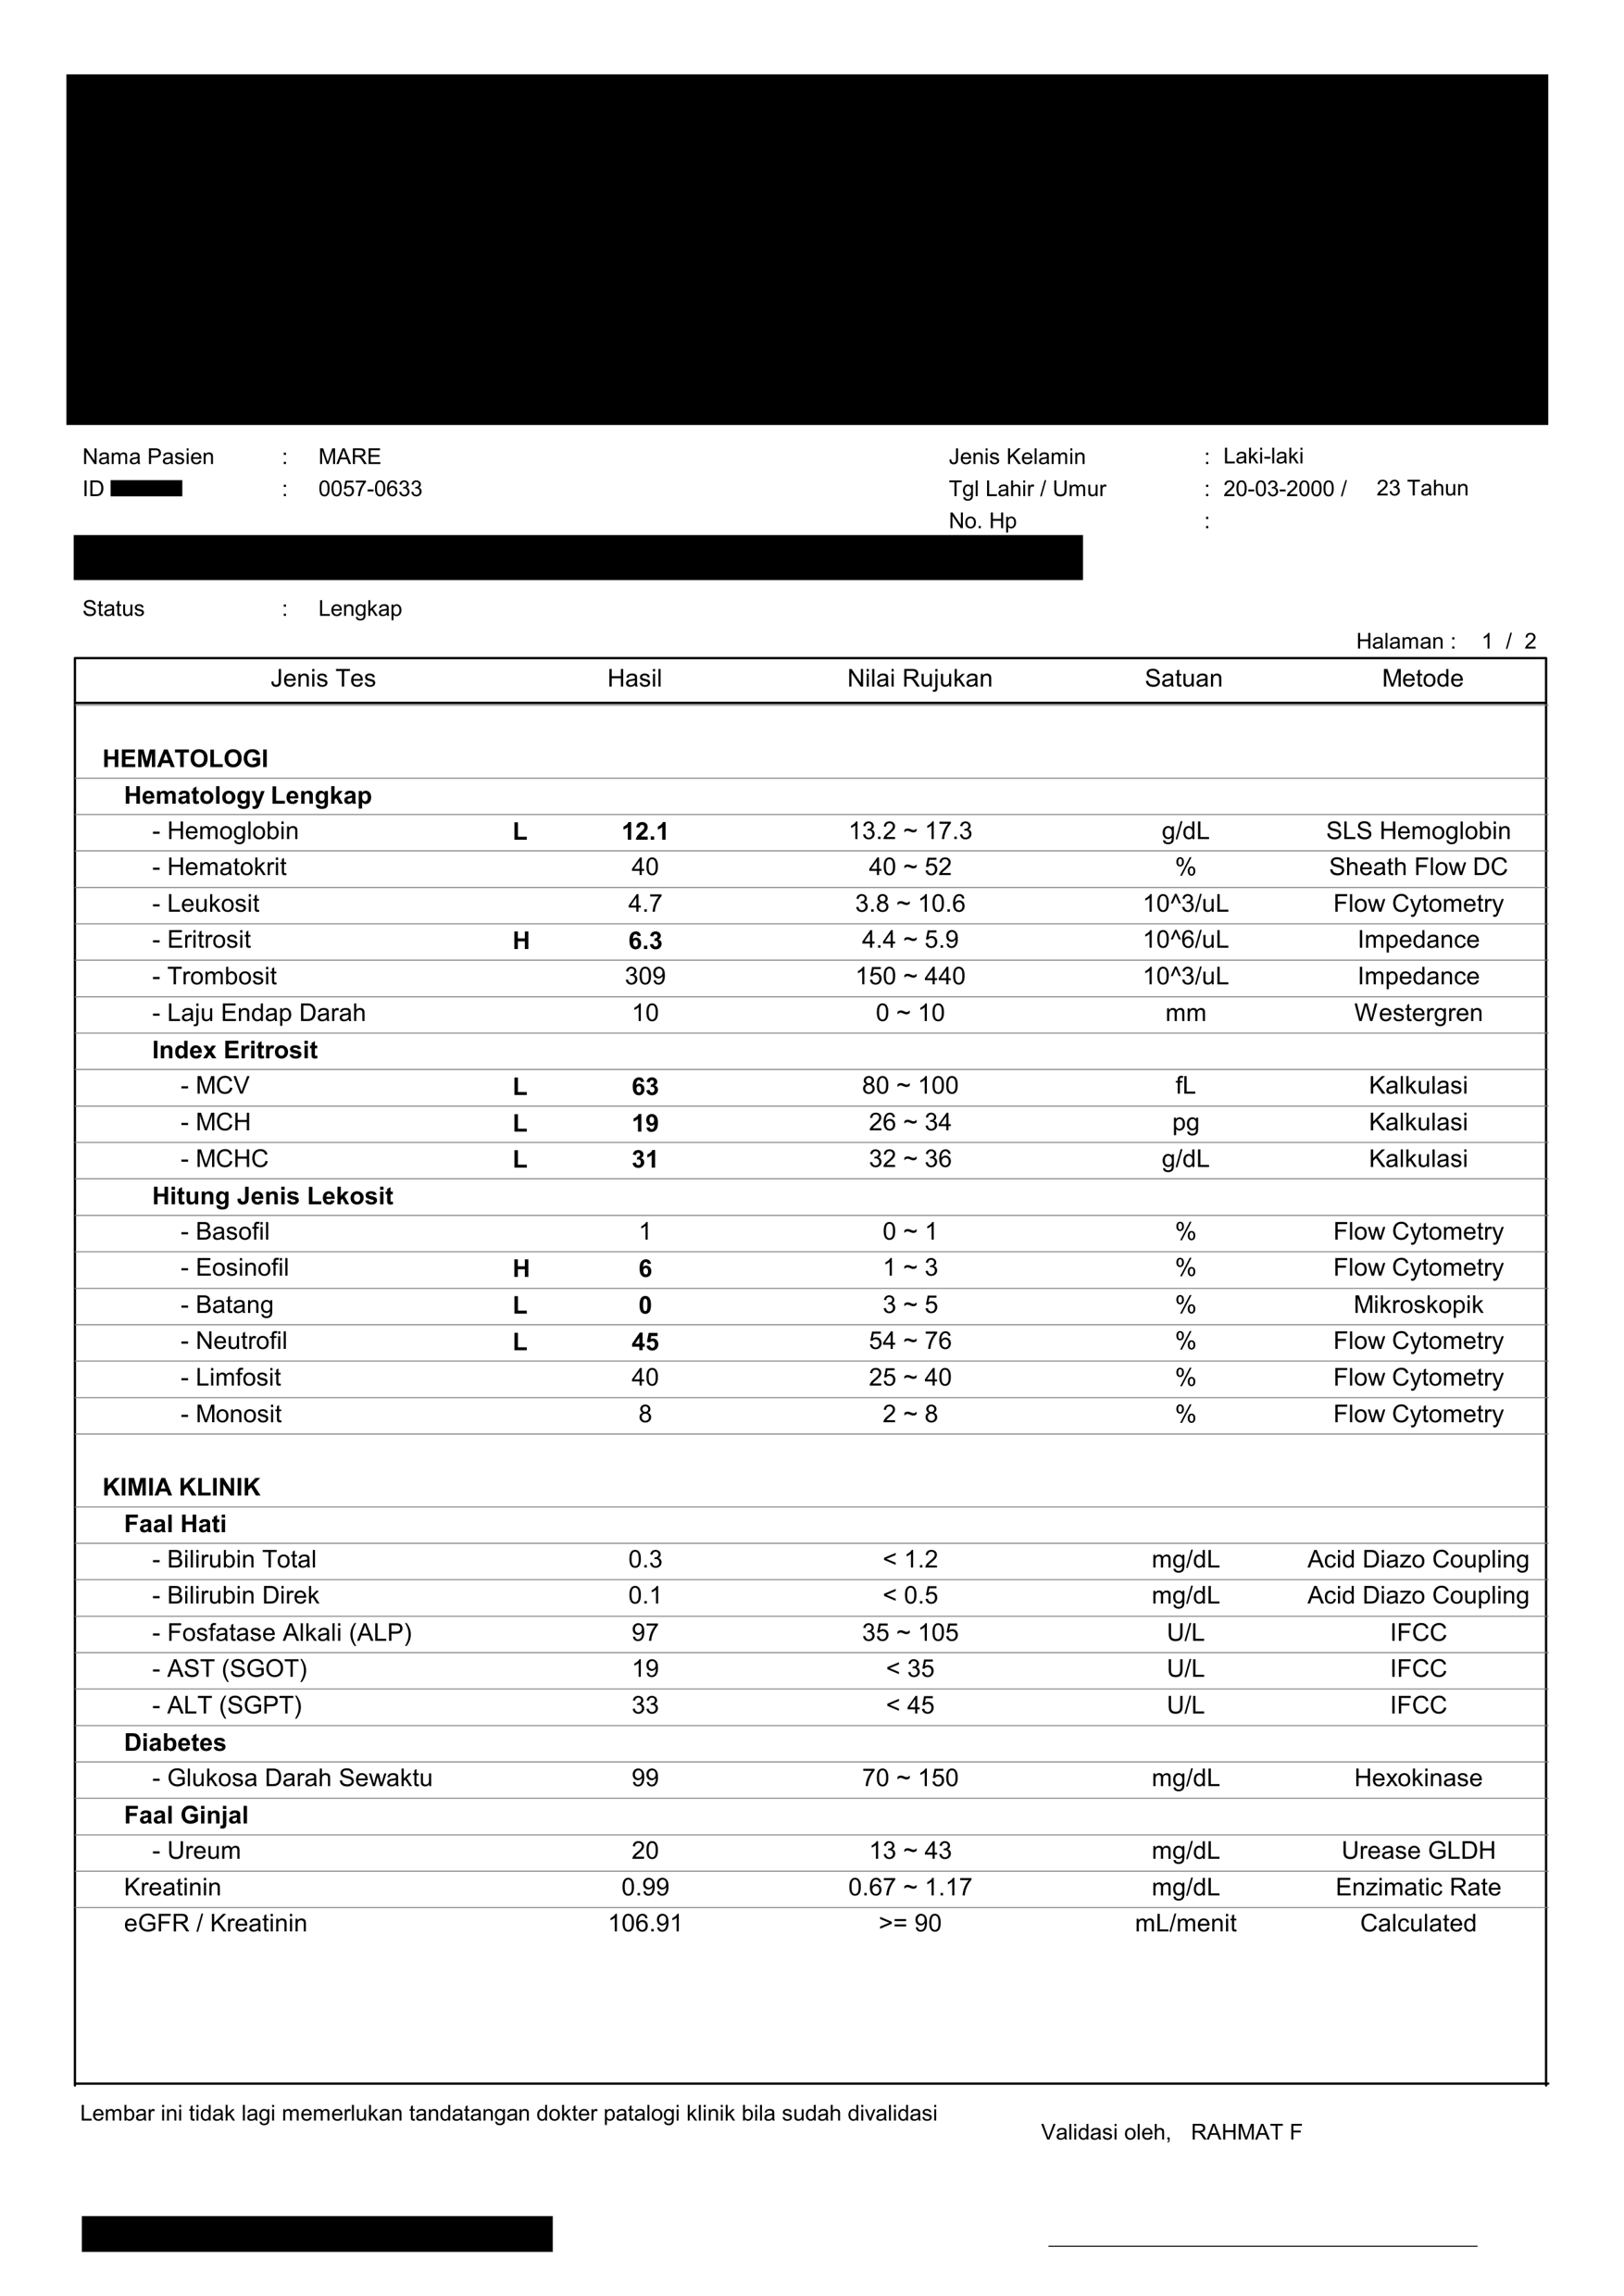 Nama Pasien : MARE Jenis Kelamin : Laki-laki
ID : 0057-0633 Tgl Lahir / Umur : 20-03-2000 / 23 Tahun
No. Hp :
Status : Lengkap
Halaman : 1 / 2
Jenis Tes Hasil Nilai Rujukan Satuan Metode
HEMATOLOGI
Hematology Lengkap
- Hemoglobin L 12.1 13.2 ~ 17.3 g/dL SLS Hemoglobin
- Hematokrit 40 40 ~ 52 % Sheath Flow DC
- Leukosit 4.7 3.8 ~ 10.6 10^3/uL Flow Cytometry
- Eritrosit H 6.3 4.4 ~ 5.9 10^6/uL Impedance
- Trombosit 309 150 ~ 440 10^3/uL Impedance
- Laju Endap Darah 10 0 ~ 10 mm Westergren
Index Eritrosit
- MCV L 63 80 ~ 100 fL Kalkulasi
- MCH L 19 26 ~ 34 pg Kalkulasi
- MCHC L 31 32 ~ 36 g/dL Kalkulasi
Hitung Jenis Lekosit
- Basofil 1 0 ~ 1 % Flow Cytometry
- Eosinofil H 6 1 ~ 3 % Flow Cytometry
- Batang L 0 3 ~ 5 % Mikroskopik
- Neutrofil L 45 54 ~ 76 % Flow Cytometry
- Limfosit 40 25 ~ 40 % Flow Cytometry
- Monosit 8 2 ~ 8 % Flow Cytometry
KIMIA KLINIK
Faal Hati
- Bilirubin Total 0.3 < 1.2 mg/dL Acid Diazo Coupling
- Bilirubin Direk 0.1 < 0.5 mg/dL Acid Diazo Coupling
- Fosfatase Alkali (ALP) 97 35 ~ 105 U/L IFCC
- AST (SGOT) 19 < 35 U/L IFCC
- ALT (SGPT) 33 < 45 U/L IFCC
Diabetes
- Glukosa Darah Sewaktu 99 70 ~ 150 mg/dL Hexokinase
Faal Ginjal
- Ureum 20 13 ~ 43 mg/dL Urease GLDH
Kreatinin 0.99 0.67 ~ 1.17 mg/dL Enzimatic Rate
eGFR / Kreatinin 106.91 >= 90 mL/menit Calculated
Lembar ini tidak lagi memerlukan tandatangan dokter patalogi klinik bila sudah divalidasi
Validasi oleh, RAHMAT F